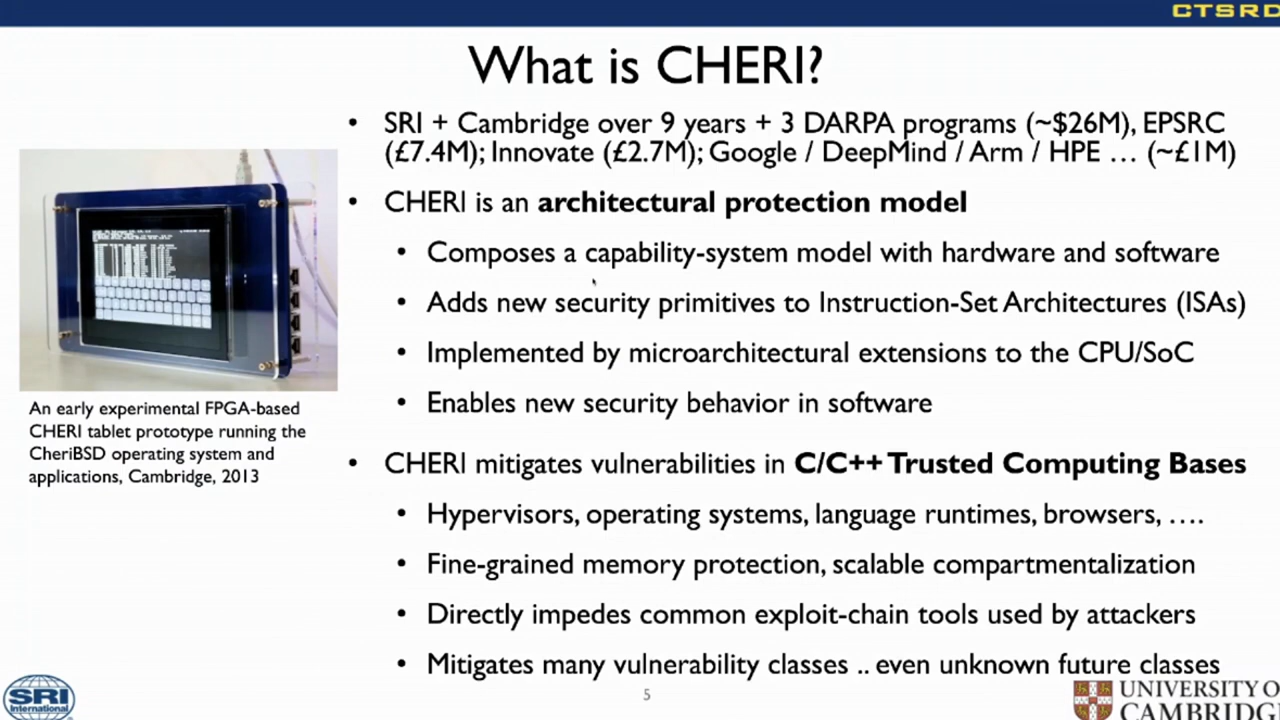 CTSRD
What is CHERI?
• SRI + Cambridge over 9 years + 3 DARPA programs (~$26M), EPSRC
(£7.4M); Innovate (£2.7M); Google / DeepMind / Arm / HPE … (~£1M)
• CHERI is an architectural protection model
• Composes a capability-system model with hardware and software
• Adds new security primitives to Instruction-Set Architectures (ISAs)
• Implemented by microarchitectural extensions to the CPU/SoC
• Enables new security behavior in software
An early experimental FPGA-based
CHERI tablet prototype running the
CheriBSD operating system and
applications, Cambridge, 2013
• CHERI mitigates vulnerabilities in C/C++ Trusted Computing Bases
• Hypervisors, operating systems, language runtimes, browsers, ….
• Fine-grained memory protection, scalable compartmentalization
• Directly impedes common exploit-chain tools used by attackers
• Mitigates many vulnerability classes .. even unknown future classes
SRI
International
5
UNIVERSITY O
CAMBRIDG